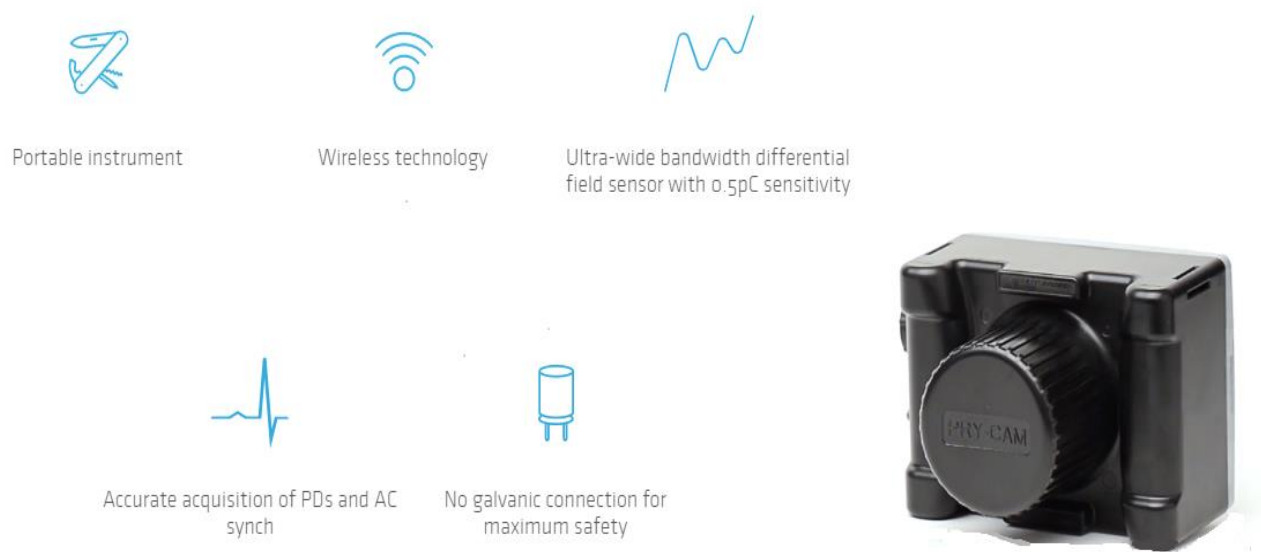 Portable instrument
Wireless technology
Ultra-wide bandwidth differential
field sensor with 0.5pC sensitivity
Accurate acquisition of PDs and AC
synch
No galvanic connection for
maximum safety
PRY-CAM